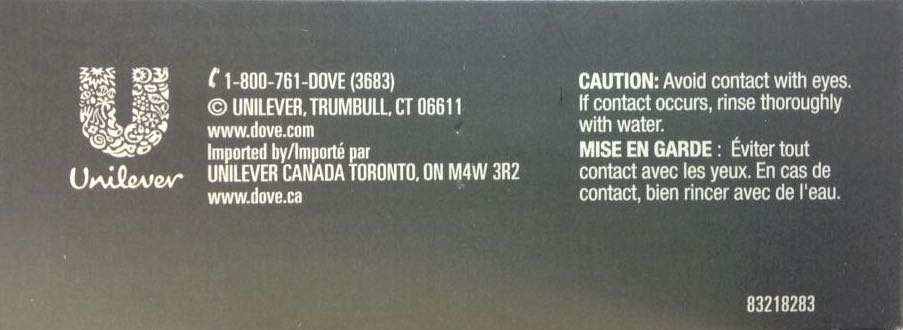 Unilever
1-800-761-DOVE (3683)
© UNILEVER, TRUMBULL, CT 06611
www.dove.com
Imported by/Importé par
UNILEVER CANADA TORONTO, ON M4W 3R2
www.dove.ca
CAUTION: Avoid contact with eyes.
If contact occurs, rinse thoroughly
with water.
MISE EN GARDE : Éviter tout
contact avec les yeux. En cas de
contact, bien rincer avec de l'eau.
83218283